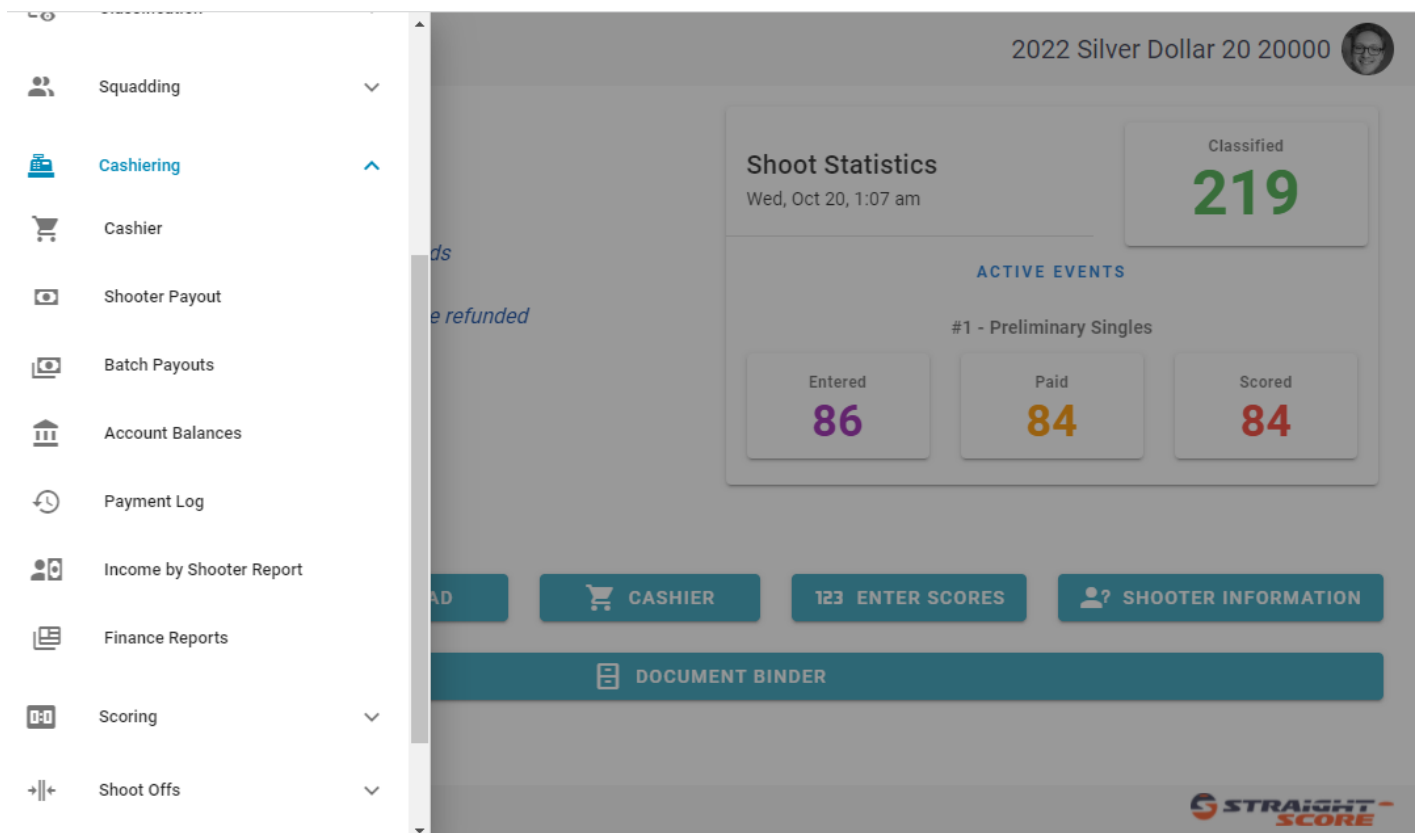 Squadding
Cashiering
Cashier
Shooter Payout
Batch Payouts
Account Balances
Payment Log
Income by Shooter Report
Finance Reports
Scoring
Shoot Offs
2022 Silver Dollar 20 20000
ds
e refunded
Shoot Statistics
Wed, Oct 20, 1:07 am
Classified
219
ACTIVE EVENTS
#1 - Preliminary Singles
Entered
86
Paid
84
Scored
84
AD
CASHIER
123 ENTER SCORES
SHOOTER INFORMATION
DOCUMENT BINDER
STRAIGHT-
SCORE